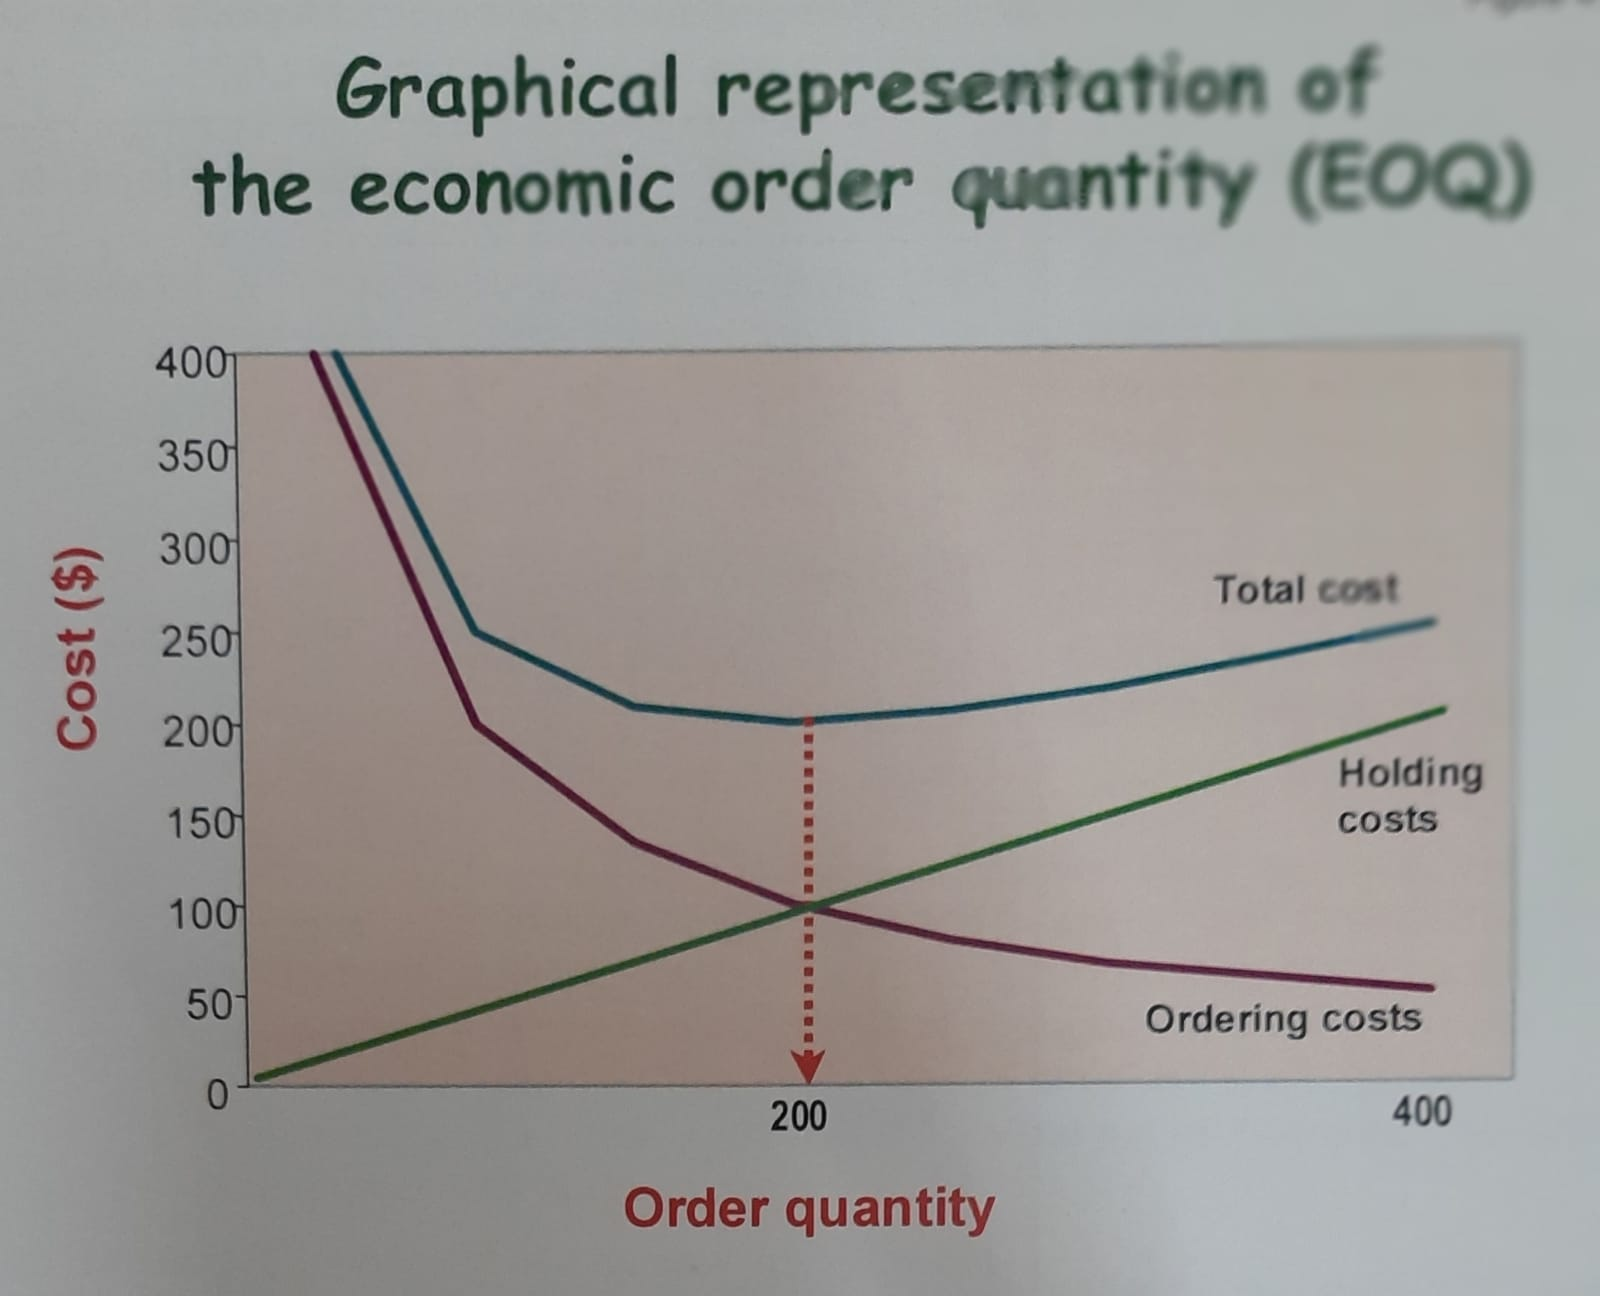 Graphical representation of
the economic order quantity (EOQ)
400
350
300
250
200
150
100
50
0
Cost ($)
Total cost
Holding
costs
Ordering costs
200
400
Order quantity